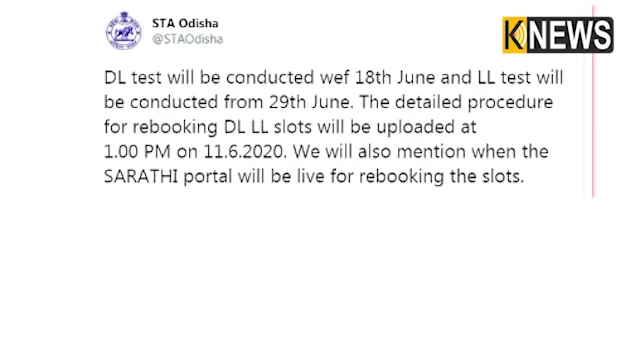 STA Odisha
@STAOdisha
KNEWS
DL test will be conducted wef 18th June and LL test will
be conducted from 29th June. The detailed procedure
for rebooking DL LL slots will be uploaded at
1.00 PM on 11.6.2020. We will also mention when the
SARATHI portal will be live for rebooking the slots.